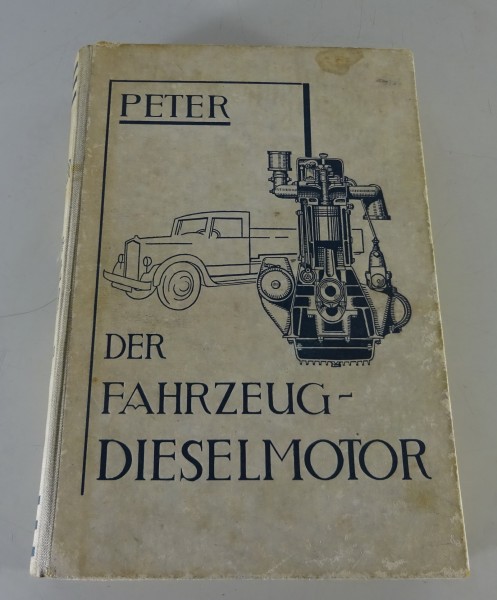 PETER
DER
FAHRZEUG-
DIESELMOTOR